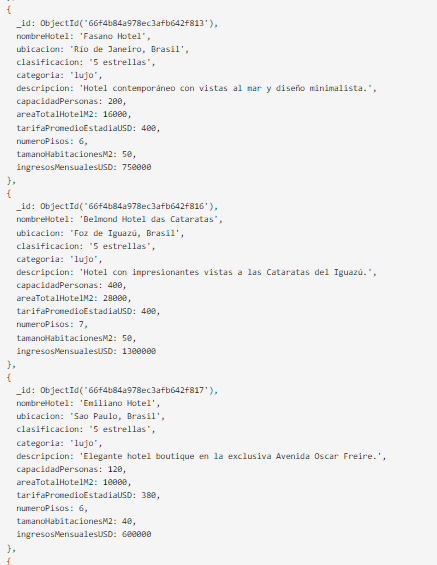 {
_id: ObjectId('66f4b84a978ec3afb642f813'),
nombreHotel: 'Fasano Hotel',
ubicacion: 'Río de Janeiro, Brasil',
clasificacion: '5 estrellas',
categoria: 'lujo',
descripcion: 'Hotel contemporáneo con vistas al mar y diseño minimalista.',
capacidadPersonas: 200,
areaTotalHotelM2: 16000,
tarifaPromedioEstadiaUSD: 400,
numeroPisos: 6,
tamanoHabitacionesM2: 50,
ingresosMensualesUSD: 750000
},
{
_id: ObjectId('66f4b84a978ec3afb642f816'),
nombreHotel: 'Belmond Hotel das Cataratas',
ubicacion: 'Foz de Iguazú, Brasil',
clasificacion: '5 estrellas',
categoria: 'lujo',
descripcion: 'Hotel con impresionantes vistas a las Cataratas del Iguazú.',
capacidadPersonas: 400,
areaTotalHotelM2: 28000,
tarifaPromedioEstadiaUSD: 400,
numeroPisos: 7,
tamanoHabitacionesM2: 50,
ingresosMensualesUSD: 1300000
},
{
_id: ObjectId('66f4b84a978ec3afb642f817'),
nombreHotel: 'Emiliano Hotel',
ubicacion: 'Sao Paulo, Brasil',
clasificacion: '5 estrellas',
categoria: 'lujo',
descripcion: 'Elegante hotel boutique en la exclusiva Avenida Oscar Freire.',
capacidadPersonas: 120,
areaTotalHotelM2: 10000,
tarifaPromedioEstadiaUSD: 380,
numeroPisos: 6,
tamanoHabitacionesM2: 40,
ingresosMensualesUSD: 600000
},
{